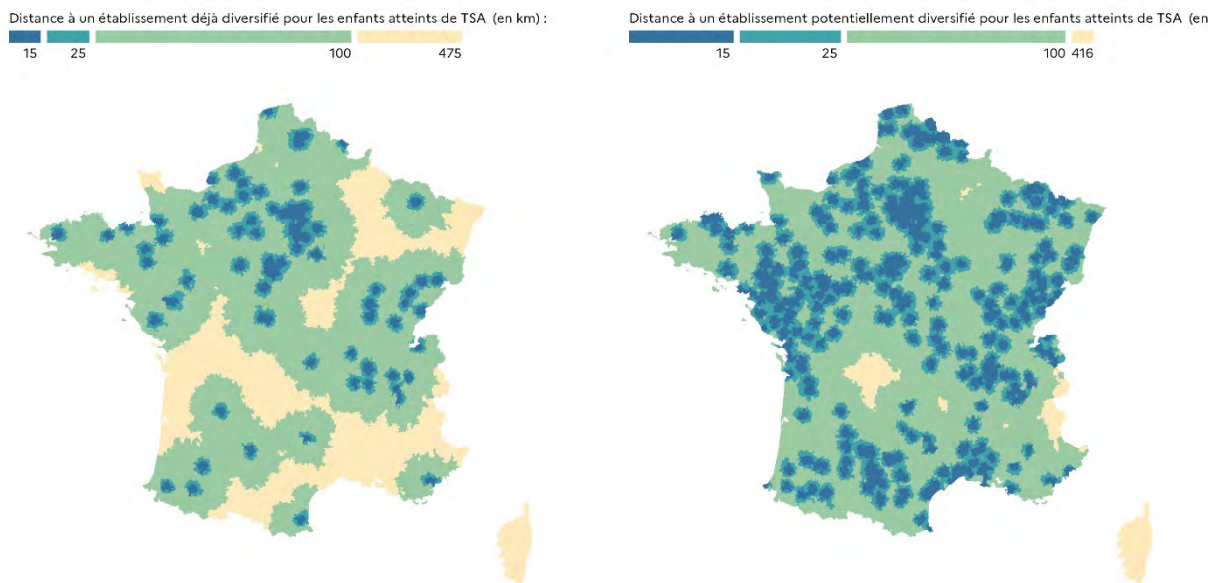 Distance à un établissement déjà diversifié pour les enfants atteints de TSA (en km) :
15 25 100 475
Distance à un établissement potentiellement diversifié pour les enfants atteints de TSA (en
15 25 100 416